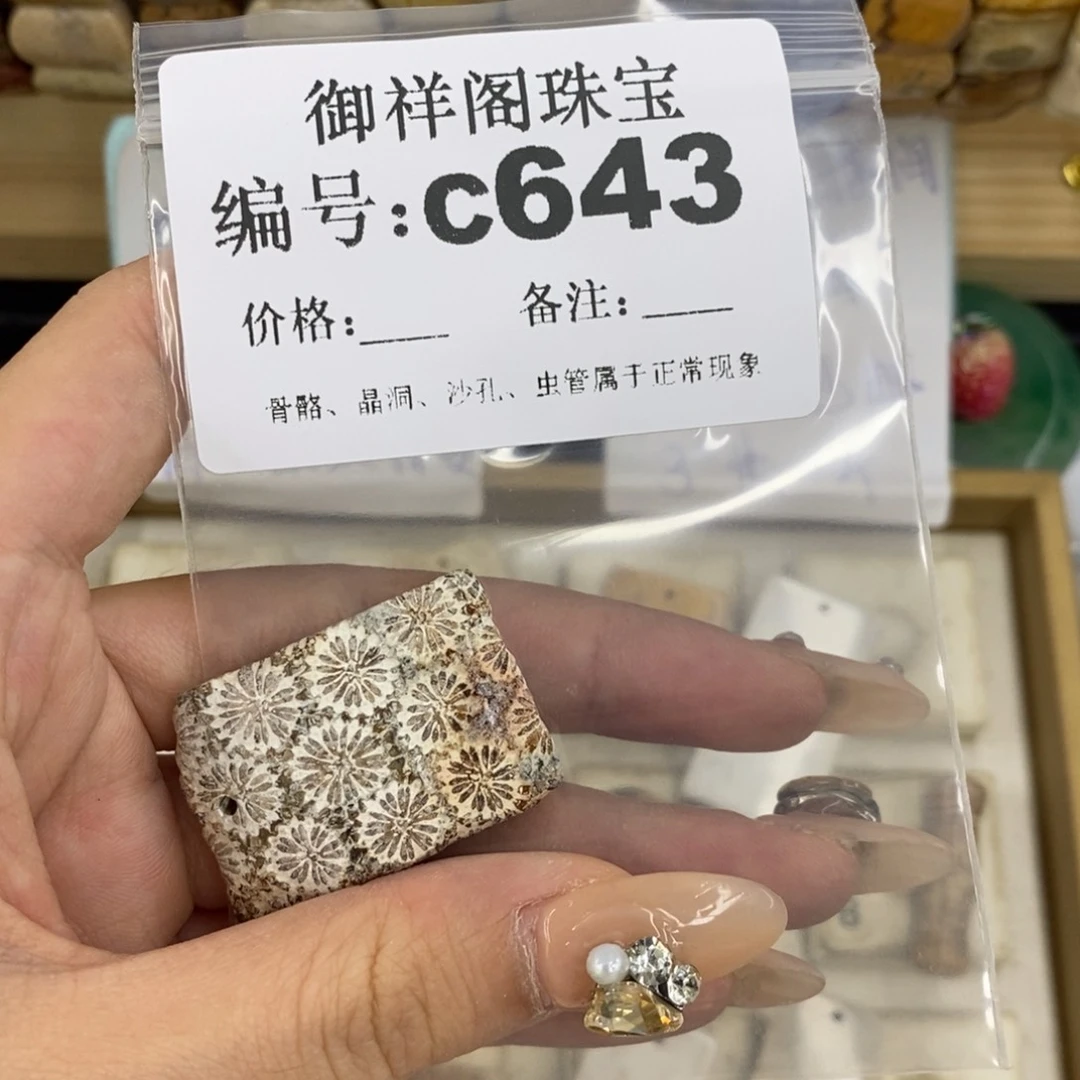 御祥阁珠宝
编号:c643
价格:____ 备注:____
骨骼、晶洞、沙孔、虫管属于正常现象